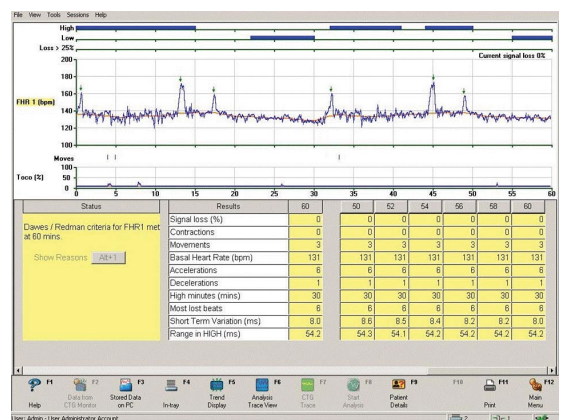 File View Tools Sessions Help
High
Low
Loss > 25%
Current signal loss 0%
200
180
160
140
120
100
FHR 1 (bpm)
Moves
Toco (%)
100
50
0
0 5 10 15 20 25 30 35 40 45 50 55 60
Status Results 60 50 52 54 56 58 60
Dawes / Redman criteria for FHR1 met
at 60 mins.
Show Reasons Alt+1
Signal loss (%) 0 0 0 0 0 0 0
Contractions 0 0 0 0 0 0 0
Movements 3 3 3 3 3 3 3
Basal Heart Rate (bpm) 131 131 131 131 131 131 131
Accelerations 6 6 6 6 6 6 6
Decelerations 1 1 1 1 1 1 1
High minutes (mins) 30 30 30 30 30 30 30
Most lost beats 6 6 6 6 6 6 6
Short Term Variation (ms) 8.0 8.6 8.5 8.4 8.2 8.2 8.0
Range in HIGH (ms) 54.2 54.3 54.1 54.2 54.2 54.2 54.2
F1 F2 F3 F4 F5 F6 F7 F8 F9 F10 F11 F12
Help Data from CTG Monitor Stored Data on PC In-tray Trend Display Analysis Trace View CTG Trace Start Analysis Patient Details Print Main Menu
User: Admin - User Administrator Account